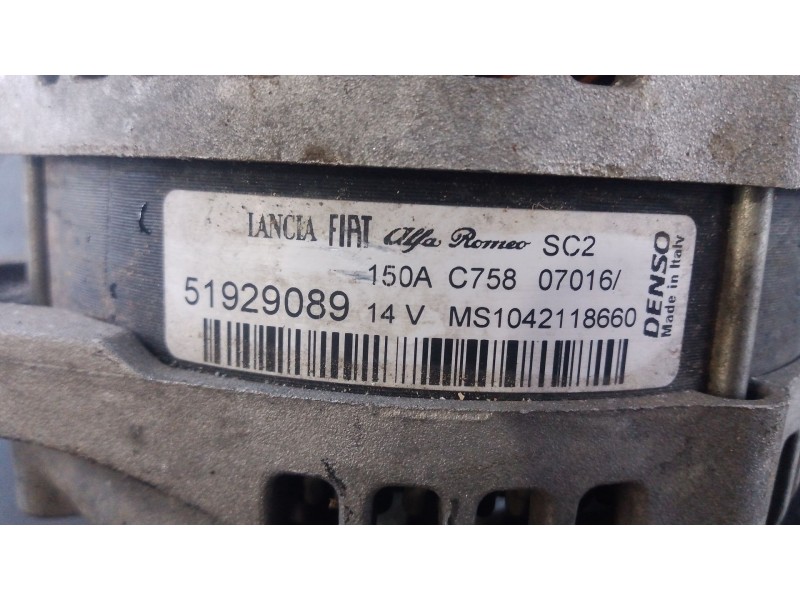 LANCIA FIAT Alfa Romeo SC2
150A C758 07016/
51929089 14 V MS1042118660
DENSO
Made in Italy